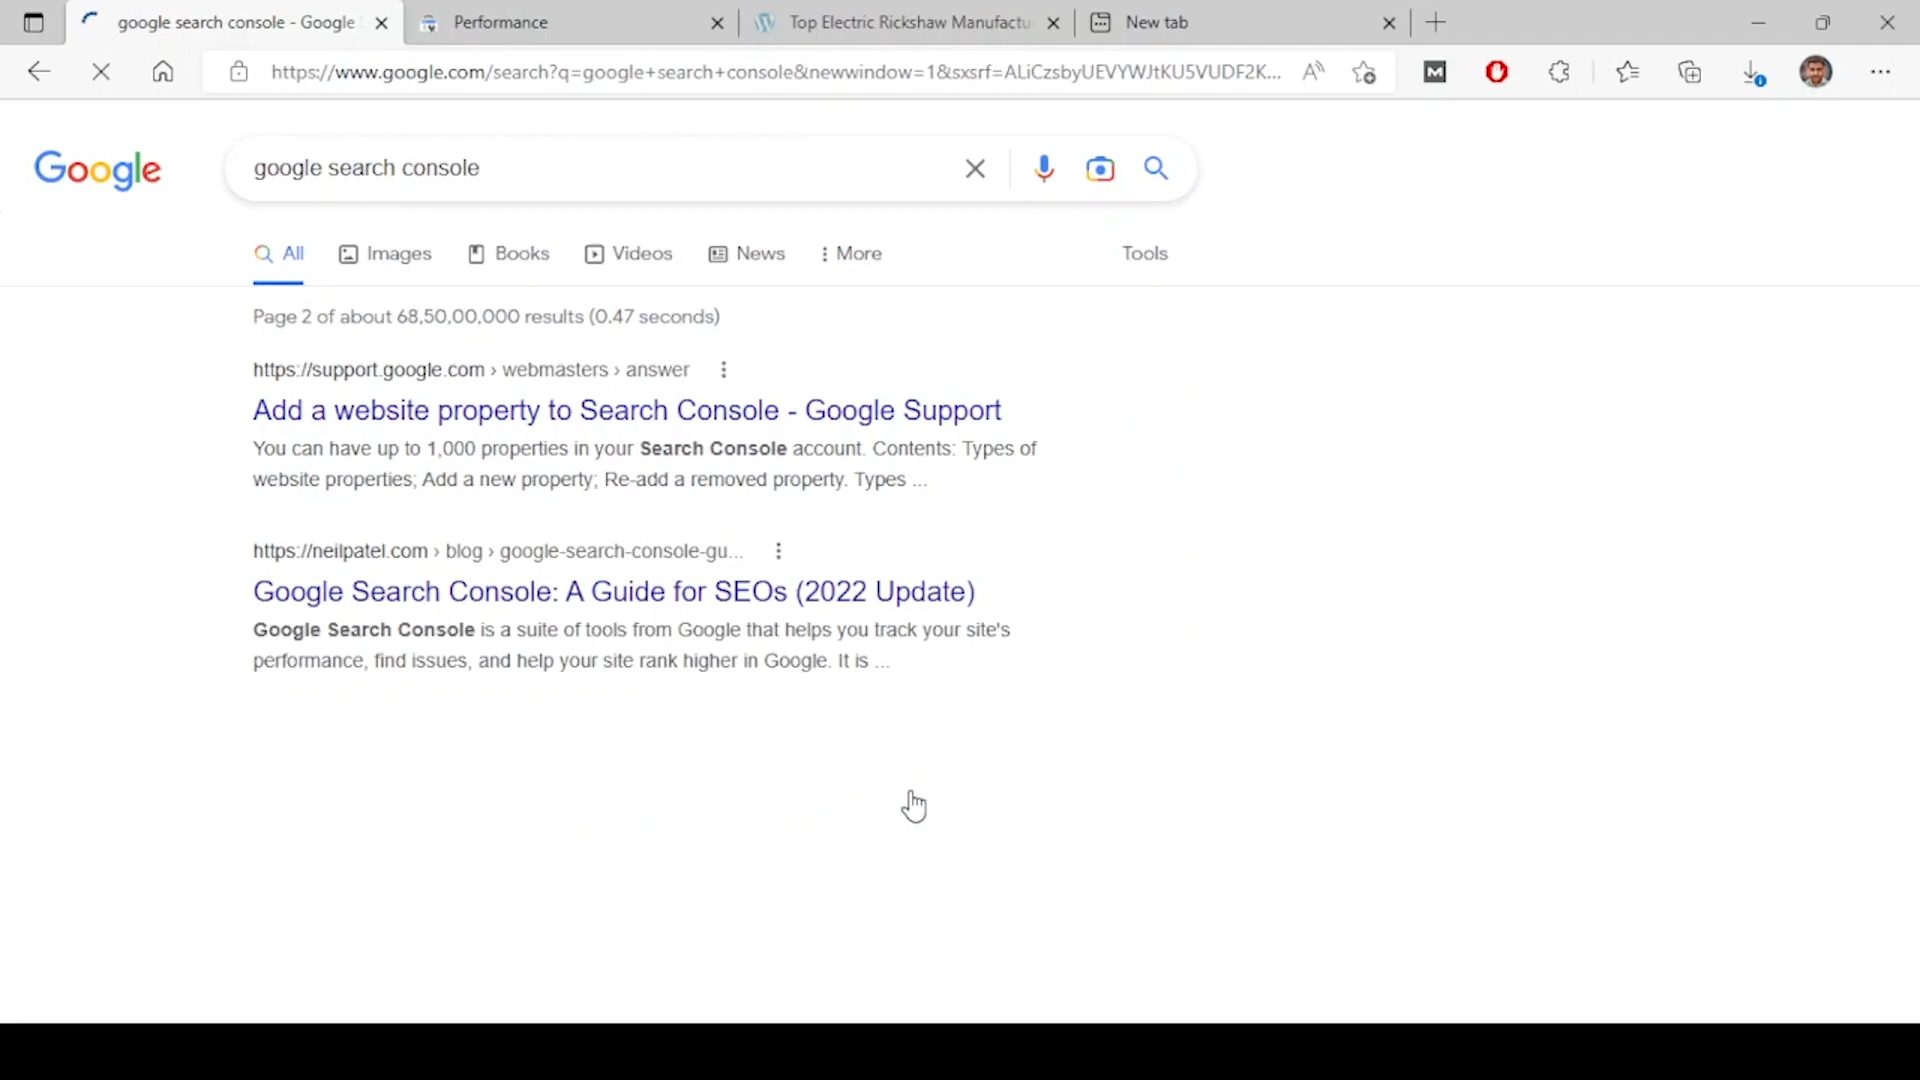 google search console - Google
Performance
Top Electric Rickshaw Manufactu
New tab
https://www.google.com/search?q=google+search+console&newwindow=1&sxsrf=ALiCzsbyUEVYWJtKU5VUDF2K...
Google
google search console
All
Images
Books
Videos
News
More
Tools
Page 2 of about 68,50,00,000 results (0.47 seconds)
https://support.google.com › webmasters › answer
Add a website property to Search Console - Google Support
You can have up to 1,000 properties in your Search Console account. Contents: Types of
website properties; Add a new property; Re-add a removed property. Types ...
https://neilpatel.com › blog › google-search-console-gu...
Google Search Console: A Guide for SEOs (2022 Update)
Google Search Console is a suite of tools from Google that helps you track your site's
performance, find issues, and help your site rank higher in Google. It is ...